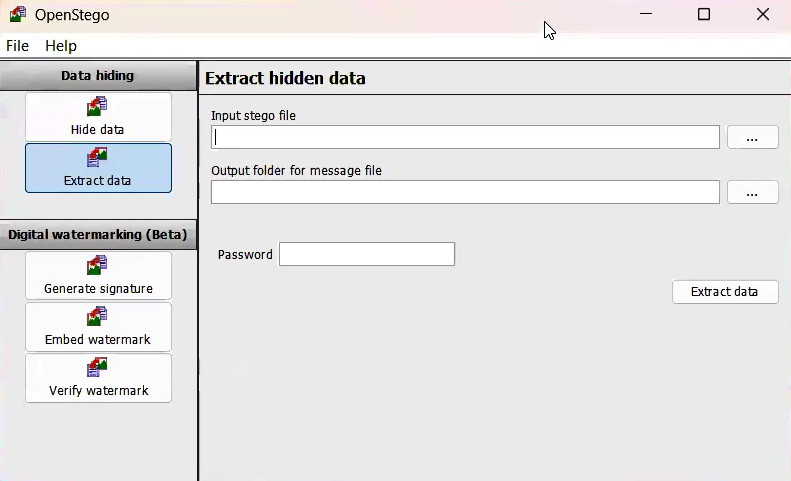 OpenStego
File Help
Data hiding
Hide data
Extract data
Digital watermarking (Beta)
Generate signature
Embed watermark
Verify watermark
Extract hidden data
Input stego file
...
Output folder for message file
...
Password
Extract data